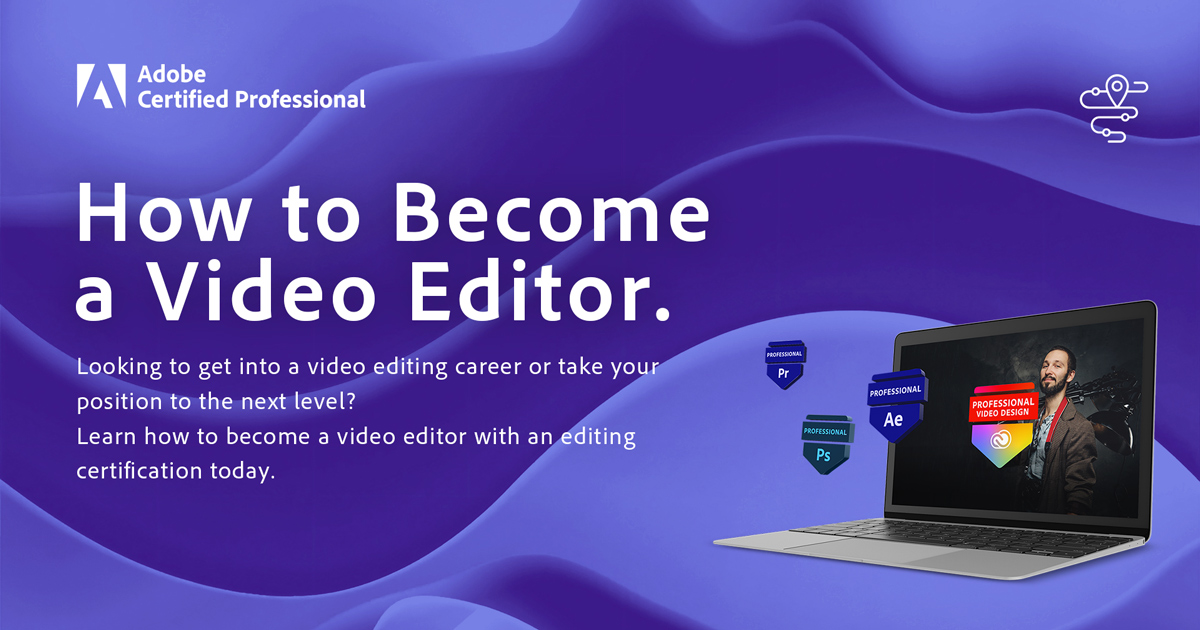 Adobe
Certified Professional
How to Become
a Video Editor.
Looking to get into a video editing career or take your
position to the next level?
Learn how to become a video editor with an editing
certification today.
PROFESSIONAL
Pr
PROFESSIONAL
Ps
PROFESSIONAL
Ae
PROFESSIONAL
VIDEO DESIGN